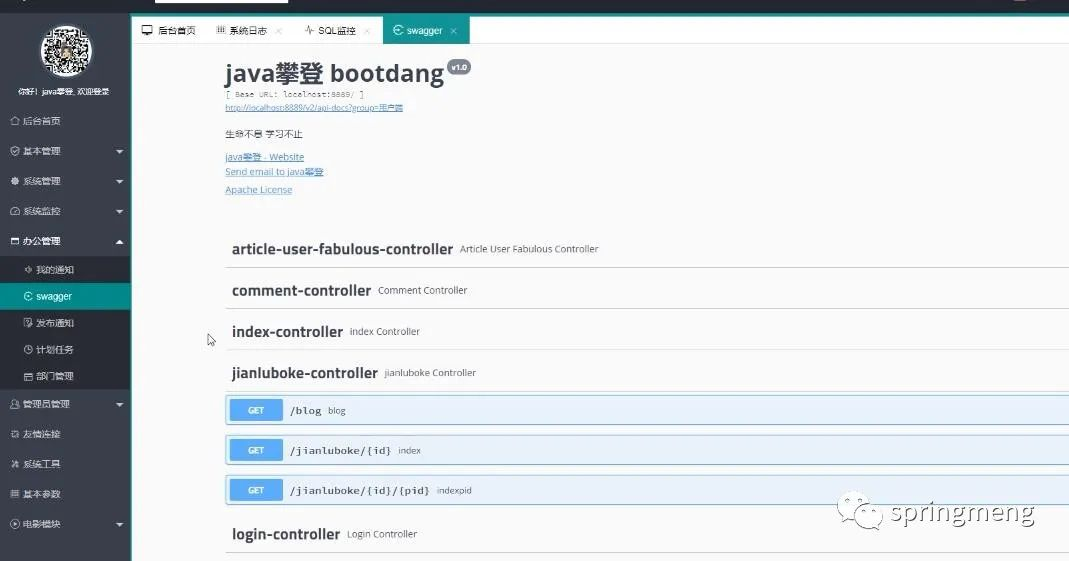 后台首页
系统日志
SQL监控
swagger
你好！java攀登, 欢迎登录
后台首页
基本管理
系统管理
系统监控
办公管理
我的通知
swagger
发布通知
计划任务
部门管理
管理员管理
友情连接
系统工具
基本参数
电影模块
java攀登 bootdang v1.0
[ Base URL: localhost:8889/ ]
http://localhost:8889/v2/api-docs?group=用户端
生命不息 学习不止
java攀登 - Website
Send email to java攀登
Apache License
article-user-fabulous-controller Article User Fabulous Controller
comment-controller Comment Controller
index-controller Index Controller
jianluboke-controller Jianluboke Controller
GET /blog blog
GET /jianluboke/{id} index
GET /jianluboke/{id}/{pid} indexpid
login-controller Login Controller
springmeng